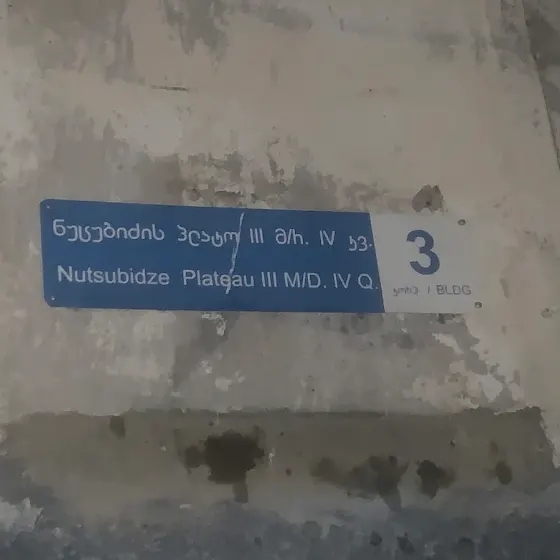 ნუცუბიძის პლატო III მ/რ. IV კვ.
Nutsubidze Plateau III M/D. IV Q.
3
კორპ. / BLDG